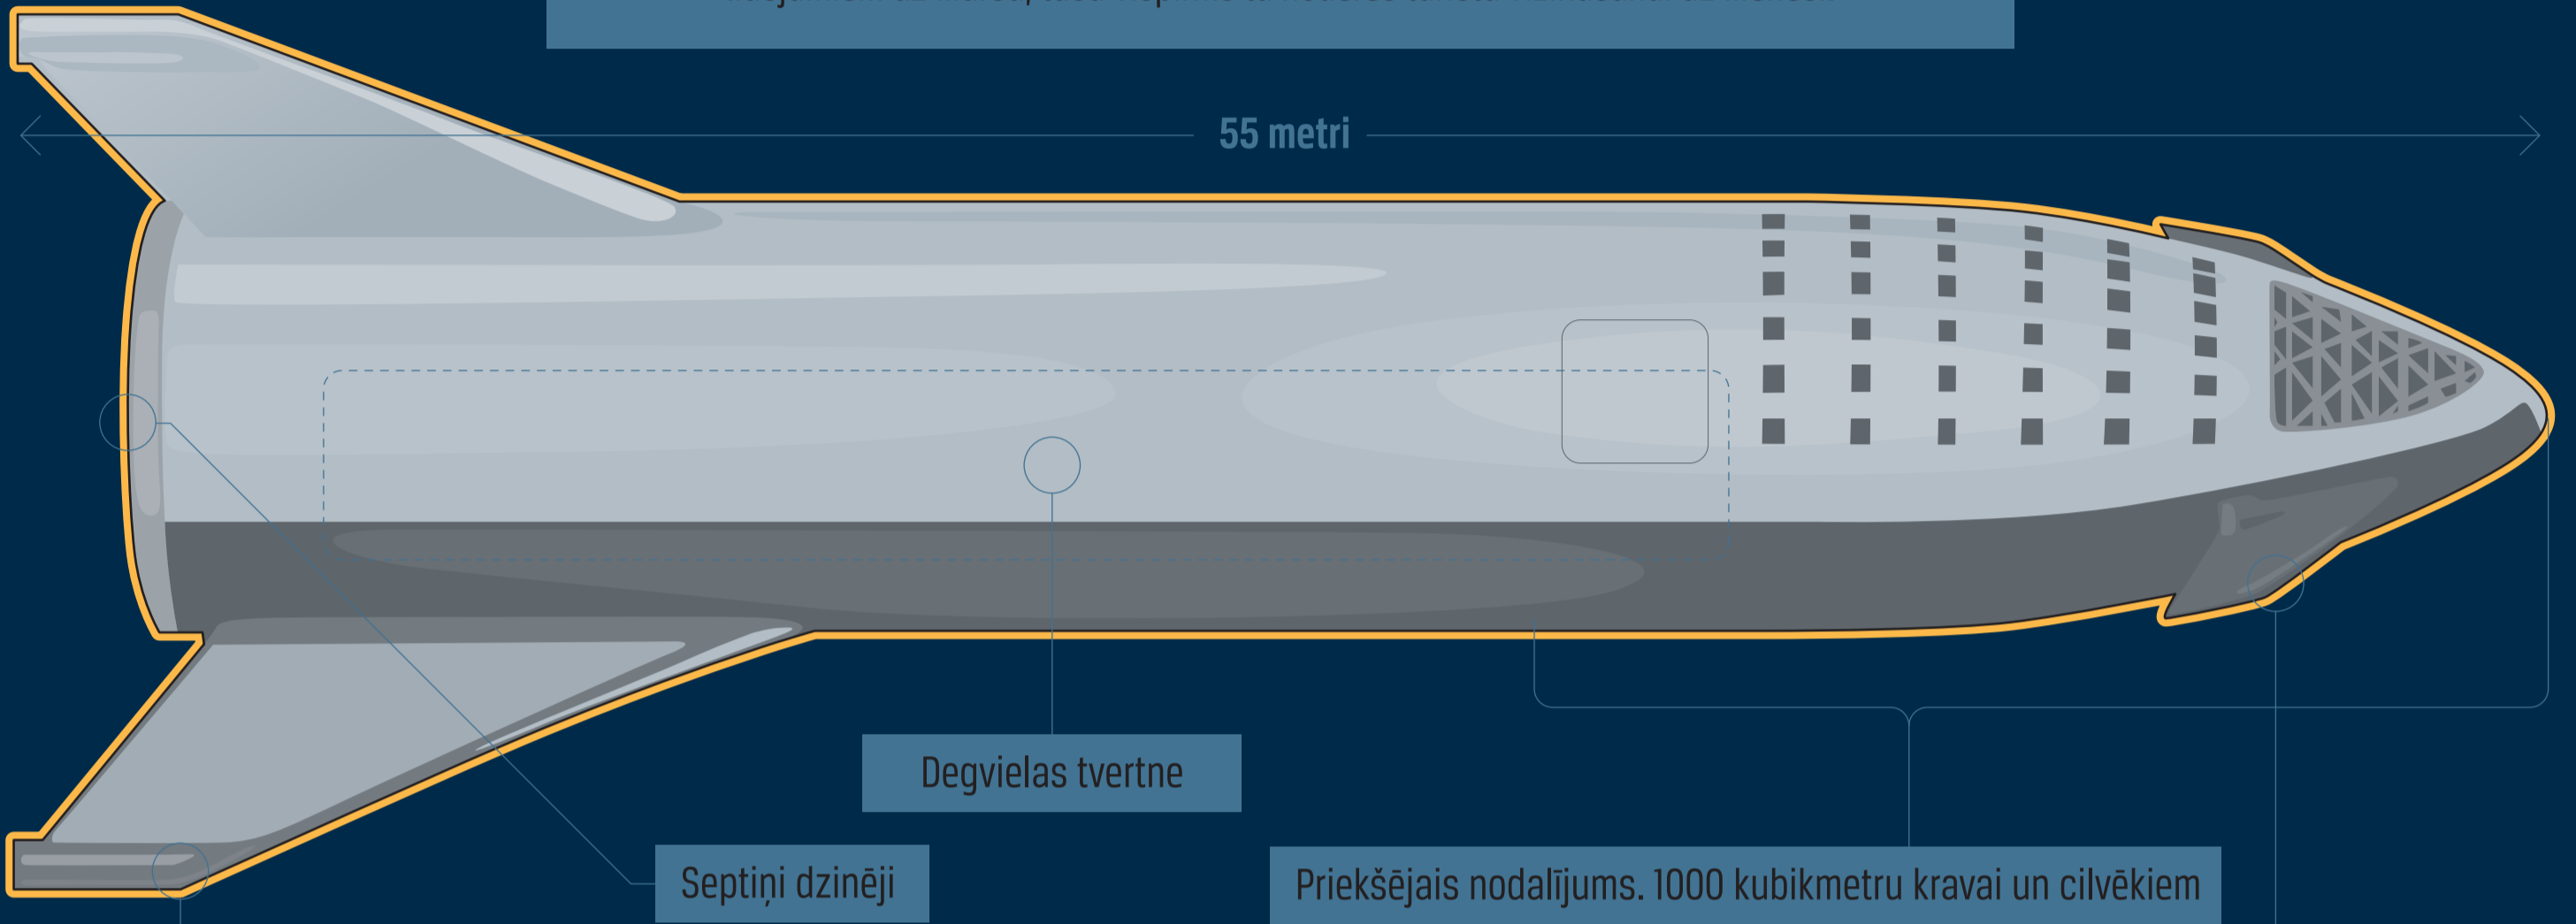 55 metri
Degvielas tvertne
Septiņi dzinēji
Priekšējais nodalījums. 1000 kubikmetru kravai un cilvēkiem